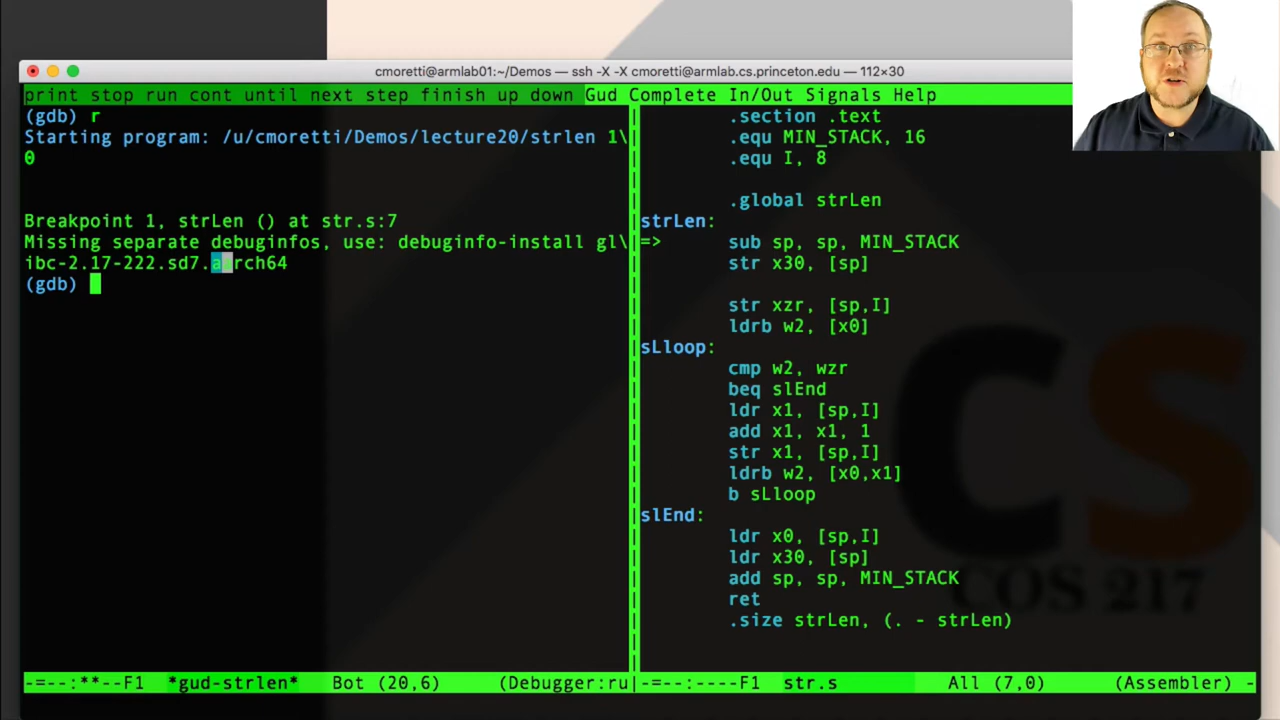 cmoretti@armlab01:~/Demos — ssh -X -X cmoretti@armlab.cs.princeton.edu — 112×30
print stop run cont until next step finish up down Gud Complete In/Out Signals Help
(gdb) r
Starting program: /u/cmoretti/Demos/lecture20/strlen 1\
0
Breakpoint 1, strLen () at str.s:7
Missing separate debuginfos, use: debuginfo-install gl\
ibc-2.17-222.sd7.aarch64
(gdb)
-=--:**--F1 *gud-strlen* Bot (20,6) (Debugger:ru
.section .text
.equ MIN_STACK, 16
.equ I, 8
.global strLen
strLen:
=> sub sp, sp, MIN_STACK
str x30, [sp]
str xzr, [sp,I]
ldrb w2, [x0]
sLloop:
cmp w2, wzr
beq slEnd
ldr x1, [sp,I]
add x1, x1, 1
str x1, [sp,I]
ldrb w2, [x0,x1]
b sLloop
slEnd:
ldr x0, [sp,I]
ldr x30, [sp]
add sp, sp, MIN_STACK
ret
.size strLen, (. - strLen)
-=--:----F1 str.s All (7,0) (Assembler) -
CS
COS 217